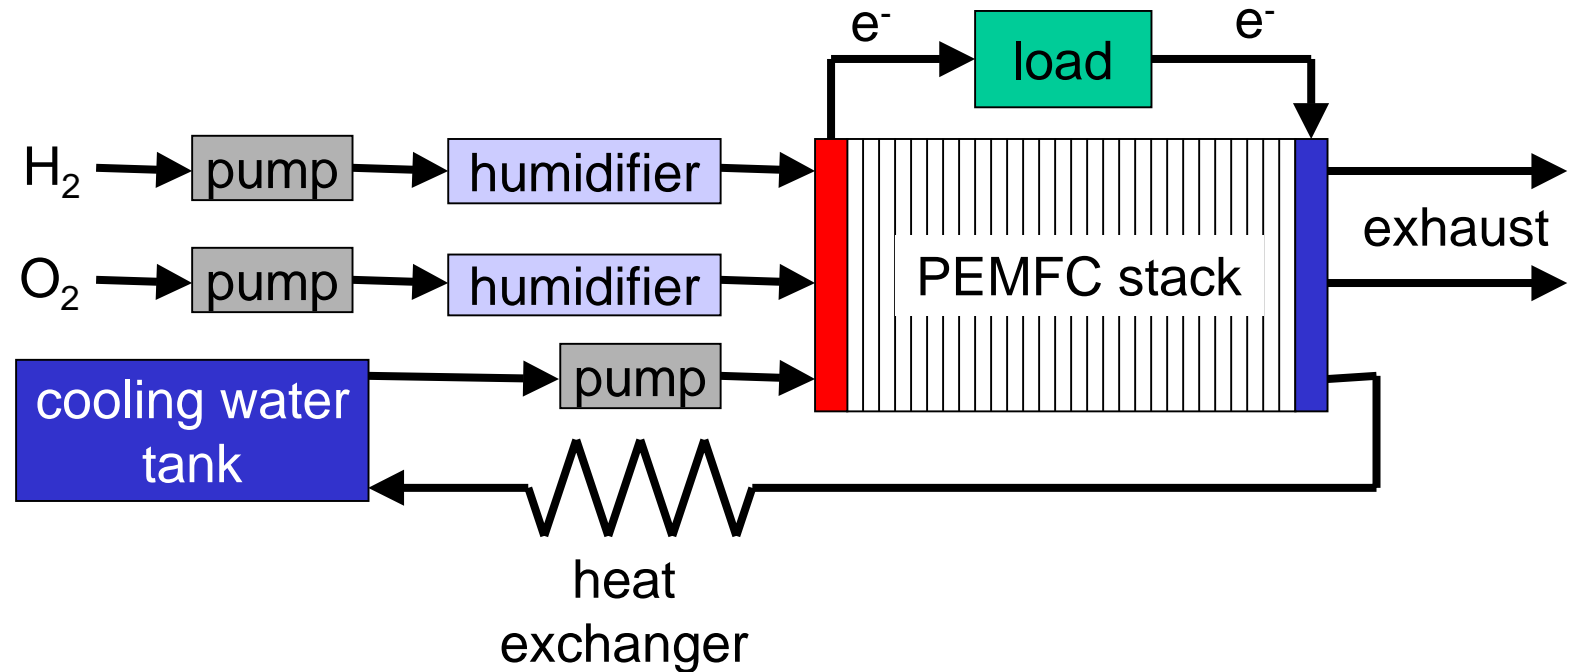 e-
e-
load
H2
pump
humidifier
O2
pump
humidifier
PEMFC stack
exhaust
cooling water
tank
pump
heat
exchanger